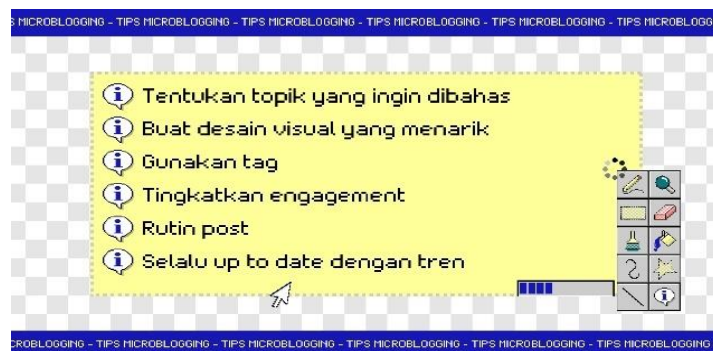 S MICROBLOGGING - TIPS MICROBLOGGING - TIPS MICROBLOGGING - TIPS MICROBLOGGING - TIPS MICROBLOGGING - TIPS MICROBLOGG
Tentukan topik yang ingin dibahas
Buat desain visual yang menarik
Gunakan tag
Tingkatkan engagement
Rutin post
Selalu up to date dengan tren
CROBLOGGING - TIPS MICROBLOGGING - TIPS MICROBLOGGING - TIPS MICROBLOGGING - TIPS MICROBLOGGING - TIPS MICROBLOGGING